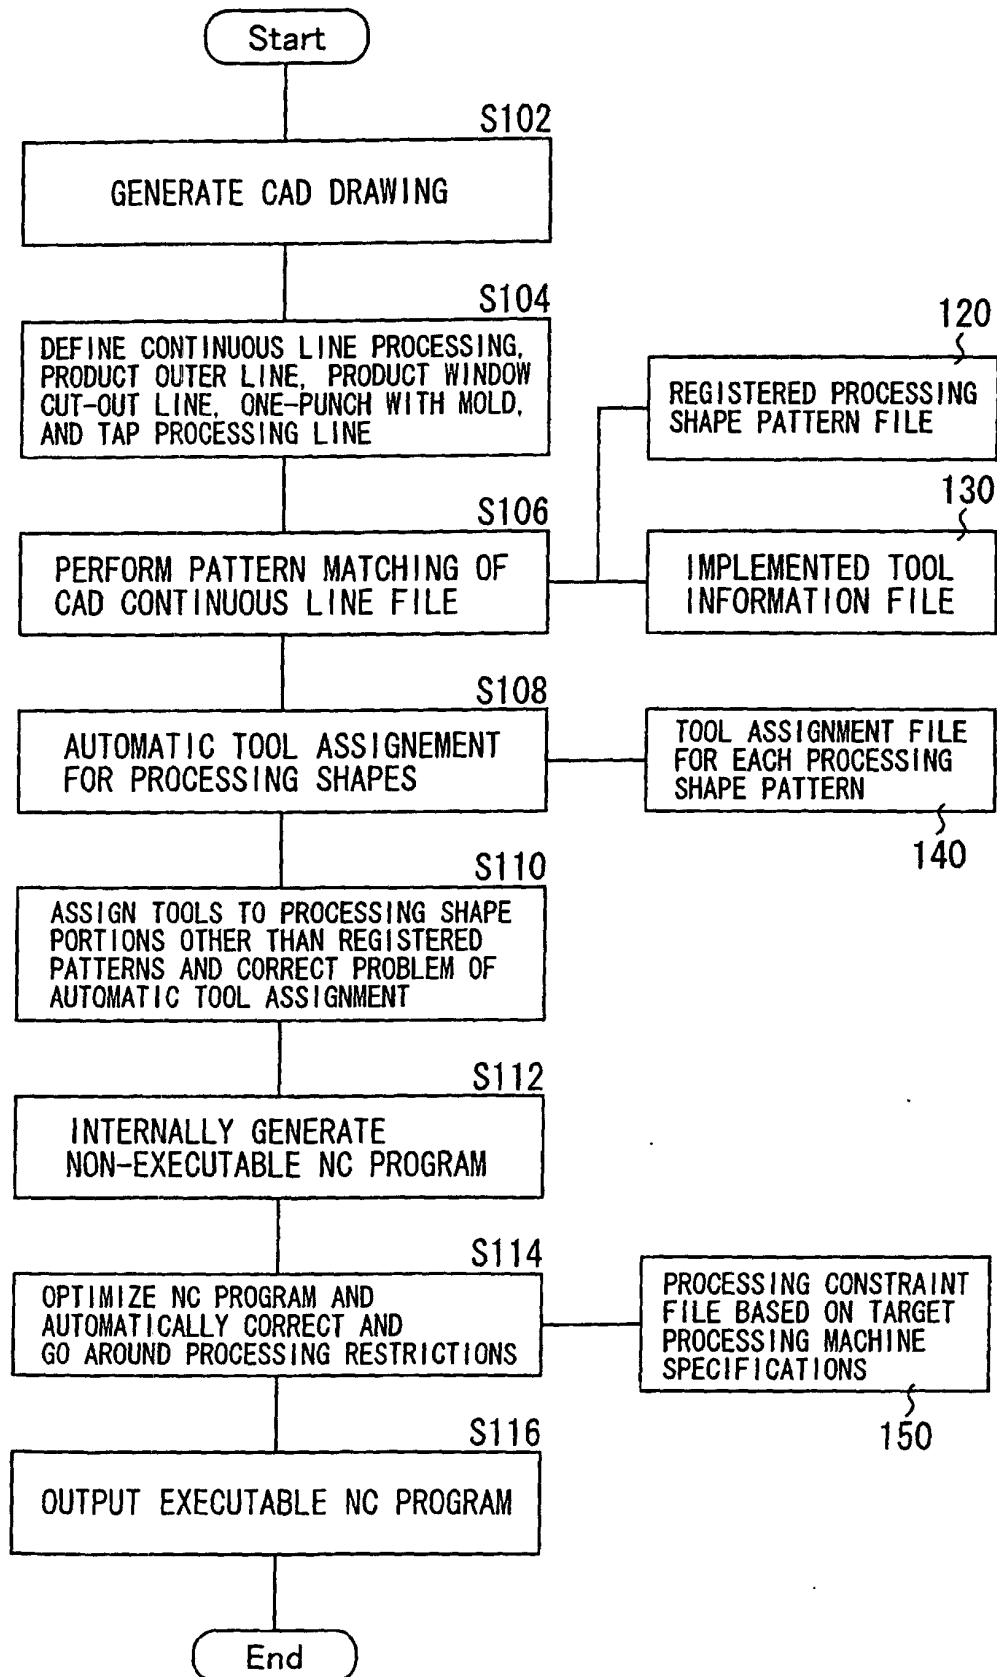 Start
S102
GENERATE CAD DRAWING
S104
DEFINE CONTINUOUS LINE PROCESSING,
PRODUCT OUTER LINE, PRODUCT WINDOW
CUT-OUT LINE, ONE-PUNCH WITH MOLD,
AND TAP PROCESSING LINE
120
REGISTERED PROCESSING
SHAPE PATTERN FILE
S106
PERFORM PATTERN MATCHING OF
CAD CONTINUOUS LINE FILE
130
IMPLEMENTED TOOL
INFORMATION FILE
S108
AUTOMATIC TOOL ASSIGNEMENT
FOR PROCESSING SHAPES
TOOL ASSIGNMENT FILE
FOR EACH PROCESSING
SHAPE PATTERN
140
S110
ASSIGN TOOLS TO PROCESSING SHAPE
PORTIONS OTHER THAN REGISTERED
PATTERNS AND CORRECT PROBLEM OF
AUTOMATIC TOOL ASSIGNMENT
S112
INTERNALLY GENERATE
NON-EXECUTABLE NC PROGRAM
S114
OPTIMIZE NC PROGRAM AND
AUTOMATICALLY CORRECT AND
GO AROUND PROCESSING RESTRICTIONS
PROCESSING CONSTRAINT
FILE BASED ON TARGET
PROCESSING MACHINE
SPECIFICATIONS
150
S116
OUTPUT EXECUTABLE NC PROGRAM
End